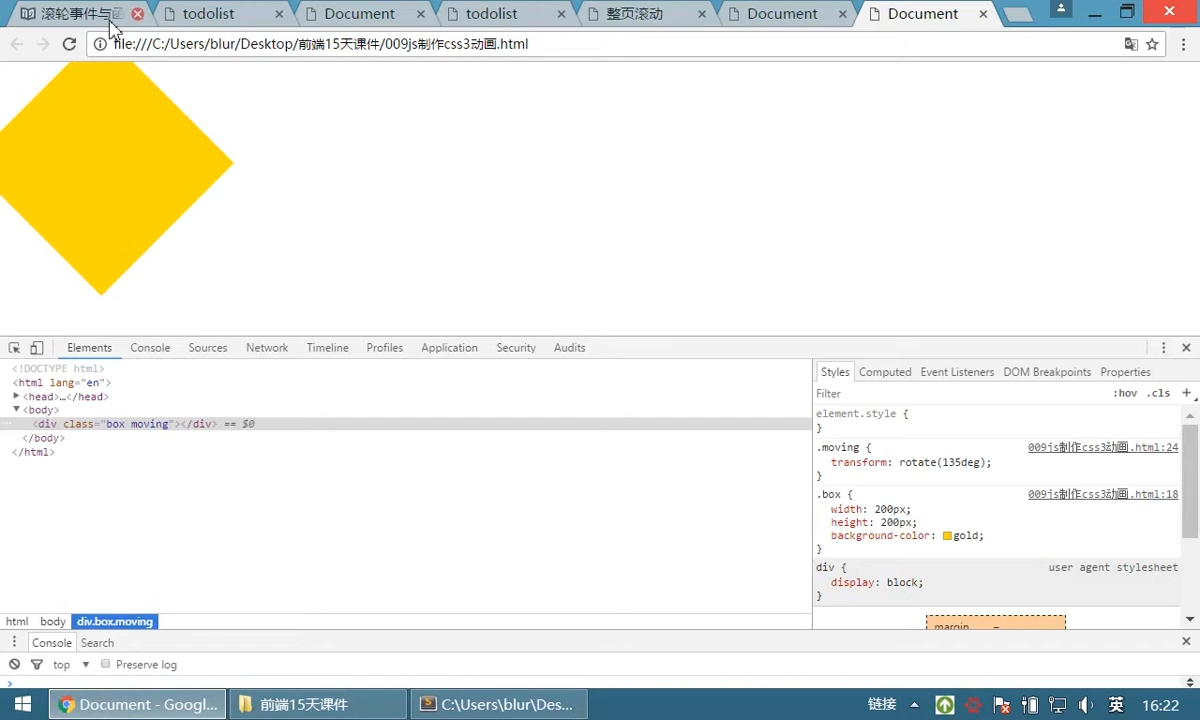 滚轮事件与函
todolist
Document
todolist
整页滚动
Document
Document
file:///C:/Users/blur/Desktop/前端15天课件/009js制作css3动画.html
Elements Console Sources Network Timeline Profiles Application Security Audits
<!DOCTYPE html>
<html lang="en">
<head>…</head>
<body>
<div class="box moving"></div> == $0
</body>
</html>
html body div.box.moving
Styles Computed Event Listeners DOM Breakpoints Properties
Filter :hov .cls +
element.style {
}
.moving { 009js制作css3动画.html:24
transform: rotate(135deg);
}
.box { 009js制作css3动画.html:18
width: 200px;
height: 200px;
background-color: gold;
}
div { user agent stylesheet
display: block;
}
margin –
Console Search
top Preserve log
Document - Googl... 前端15天课件 C:\Users\blur\Des... 链接 英 16:22